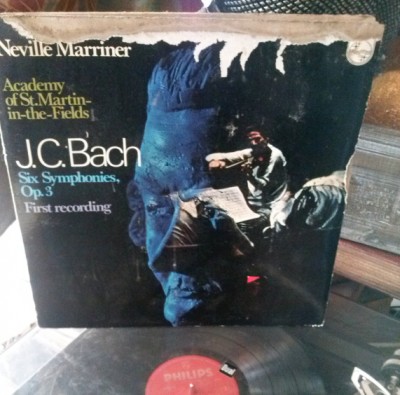 Neville Marriner
Academy
of St. Martin-
in-the-Fields
J.C. Bach
Six Symphonies,
Op. 3
First recording
PHILIPS